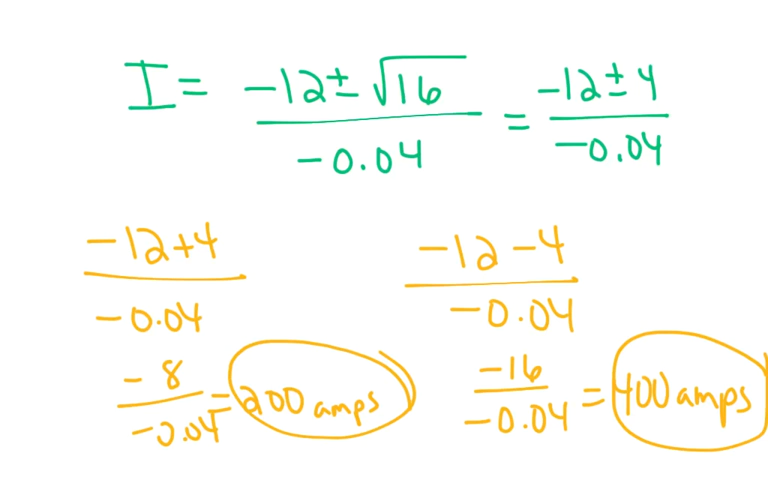 I = (-12 ± √16) / -0.04 = (-12 ± 4) / -0.04
(-12 + 4) / -0.04
(-12 - 4) / -0.04
-8 / -0.04 = 200 amps
-16 / -0.04 = 400 amps